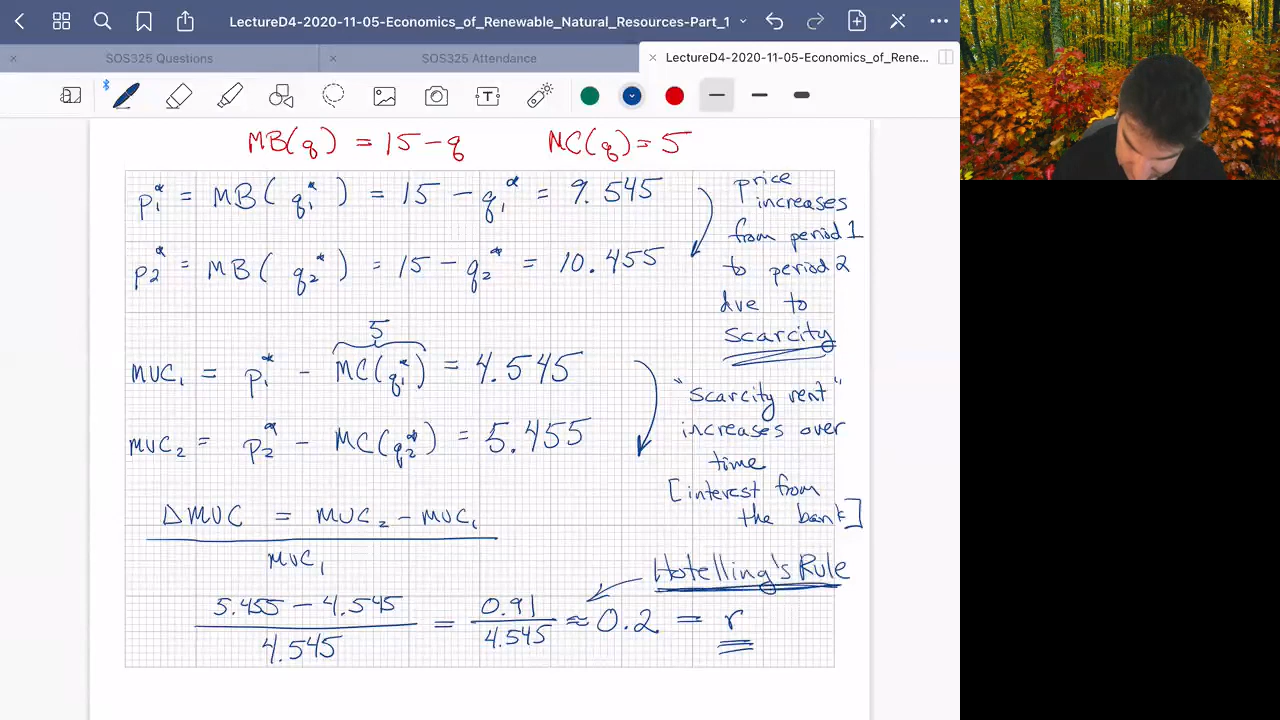 LectureD4-2020-11-05-Economics_of_Renewable_Natural_Resources-Part_1
SOS325 Questions
SOS325 Attendance
LectureD4-2020-11-05-Economics_of_Rene...
MB(q) = 15 - q MC(q) = 5
p₁* = MB( q₁* ) = 15 - q₁* = 9.545
p₂* = MB( q₂* ) = 15 - q₂* = 10.455
price
increases
from period 1
to period 2
due to
scarcity
5
MUC₁ = p₁* - MC(q₁*) = 4.545
MUC₂ = p₂* - MC(q₂*) = 5.455
"scarcity rent"
increases over
time
[interest from
the bank]
ΔMUC = MUC₂ - MUC₁
MUC₁
Hotelling's Rule
5.455 - 4.545
4.545
=
0.91
4.545
≈ 0.2 = r